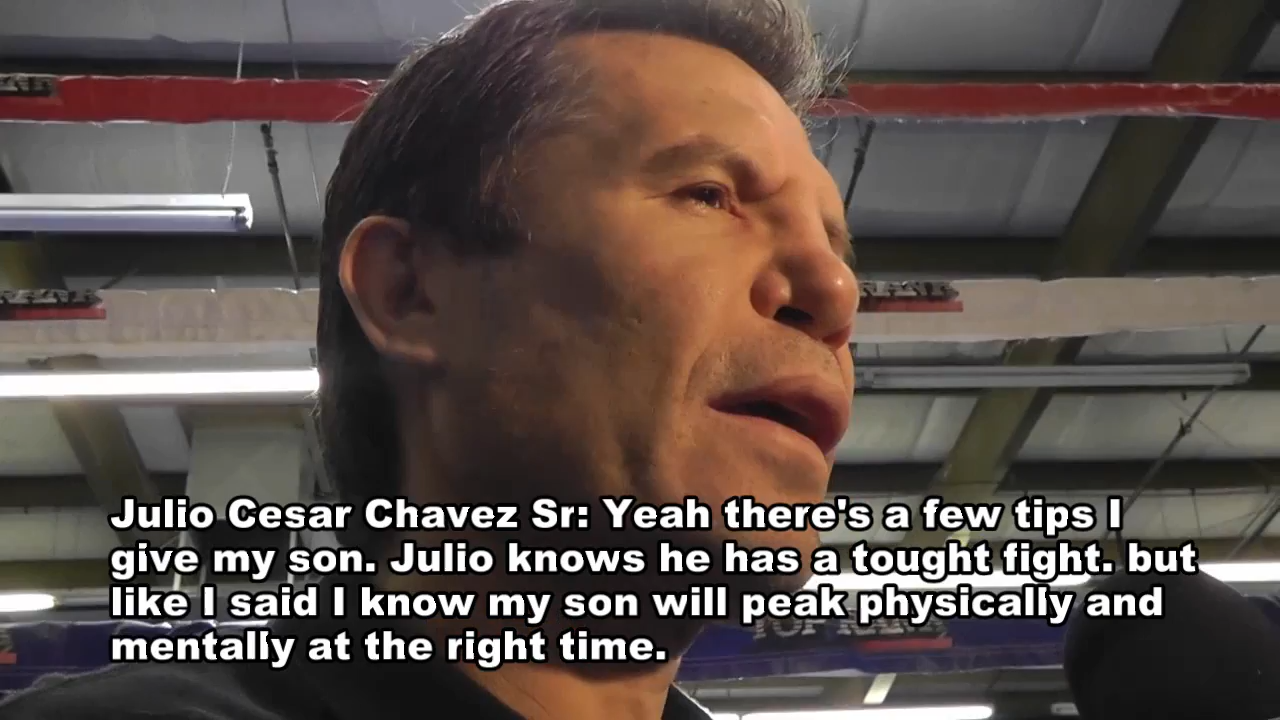 Julio Cesar Chavez Sr: Yeah there's a few tips I
give my son. Julio knows he has a tought fight. but
like I said I know my son will peak physically and
mentally at the right time.